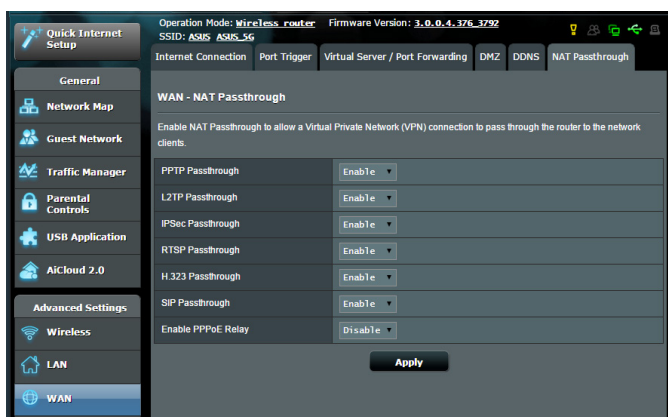 Quick Internet
Setup
Operation Mode: Wireless router Firmware Version: 3.0.0.4.376_3792
SSID: ASUS ASUS_5G
Internet Connection Port Trigger Virtual Server / Port Forwarding DMZ DDNS NAT Passthrough
General
Network Map
Guest Network
Traffic Manager
Parental
Controls
USB Application
AiCloud 2.0
Advanced Settings
Wireless
LAN
WAN
WAN - NAT Passthrough
Enable NAT Passthrough to allow a Virtual Private Network (VPN) connection to pass through the router to the network
clients.
PPTP Passthrough Enable
L2TP Passthrough Enable
IPSec Passthrough Enable
RTSP Passthrough Enable
H.323 Passthrough Enable
SIP Passthrough Enable
Enable PPPoE Relay Disable
Apply